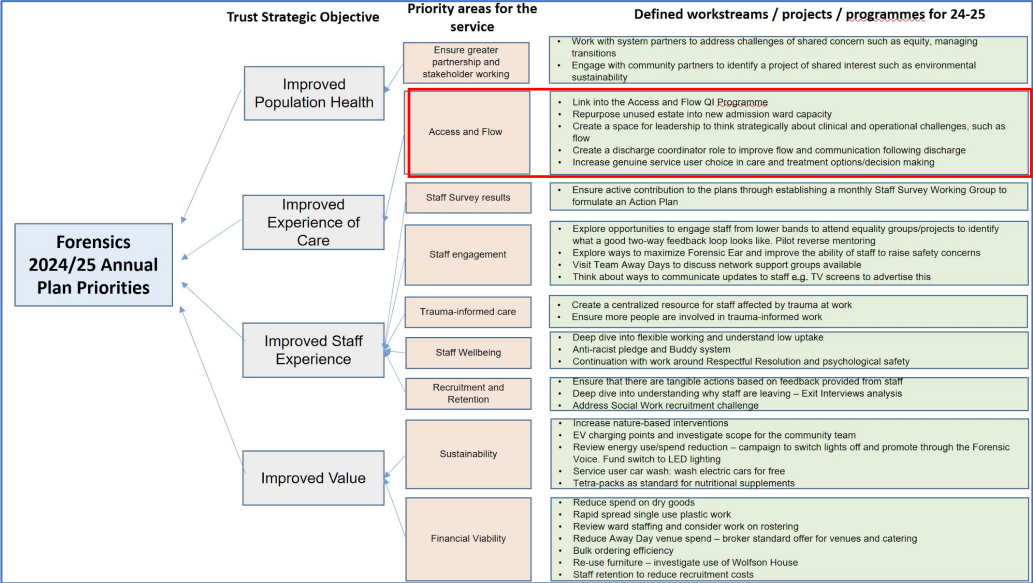 Trust Strategic Objective
Priority areas for the
service
Defined workstreams / projects / programmes for 24-25
Forensics
2024/25 Annual
Plan Priorities
Improved
Population Health
Ensure greater
partnership and
stakeholder working
• Work with system partners to address challenges of shared concern such as equity, managing
transitions
• Engage with community partners to identify a project of shared interest such as environmental
sustainability
Improved
Experience of
Care
Access and Flow
• Link into the Access and Flow QI Programme
• Repurpose unused estate into new admission ward capacity
• Create a space for leadership to think strategically about clinical and operational challenges, such as
flow
• Create a discharge coordinator role to improve flow and communication following discharge
• Increase genuine service user choice in care and treatment options/decision making
Improved Staff
Experience
Staff Survey results
• Ensure active contribution to the plans through establishing a monthly Staff Survey Working Group to
formulate an Action Plan
Staff engagement
• Explore opportunities to engage staff from lower bands to attend equality groups/projects to identify
what a good two-way feedback loop looks like. Pilot reverse mentoring
• Explore ways to maximize Forensic Ear and improve the ability of staff to raise safety concerns
• Visit Team Away Days to discuss network support groups available
• Think about ways to communicate updates to staff e.g. TV screens to advertise this
Trauma-informed care
• Create a centralized resource for staff affected by trauma at work
• Ensure more people are involved in trauma-informed work
Staff Wellbeing
• Deep dive into flexible working and understand low uptake
• Anti-racist pledge and Buddy system
• Continuation with work around Respectful Resolution and psychological safety
Recruitment and
Retention
• Ensure that there are tangible actions based on feedback provided from staff
• Deep dive into understanding why staff are leaving – Exit Interviews analysis
• Address Social Work recruitment challenge
Improved Value
Sustainability
• Increase nature-based interventions
• EV charging points and investigate scope for the community team
• Review energy use/spend reduction – campaign to switch lights off and promote through the Forensic
Voice. Fund switch to LED lighting
• Service user car wash: wash electric cars for free
• Tetra-packs as standard for nutritional supplements
Financial Viability
• Reduce spend on dry goods
• Rapid spread single use plastic work
• Review ward staffing and consider work on rostering
• Reduce Away Day venue spend – broker standard offer for venues and catering
• Bulk ordering efficiency
• Re-use furniture – investigate use of Wolfson House
• Staff retention to reduce recruitment costs